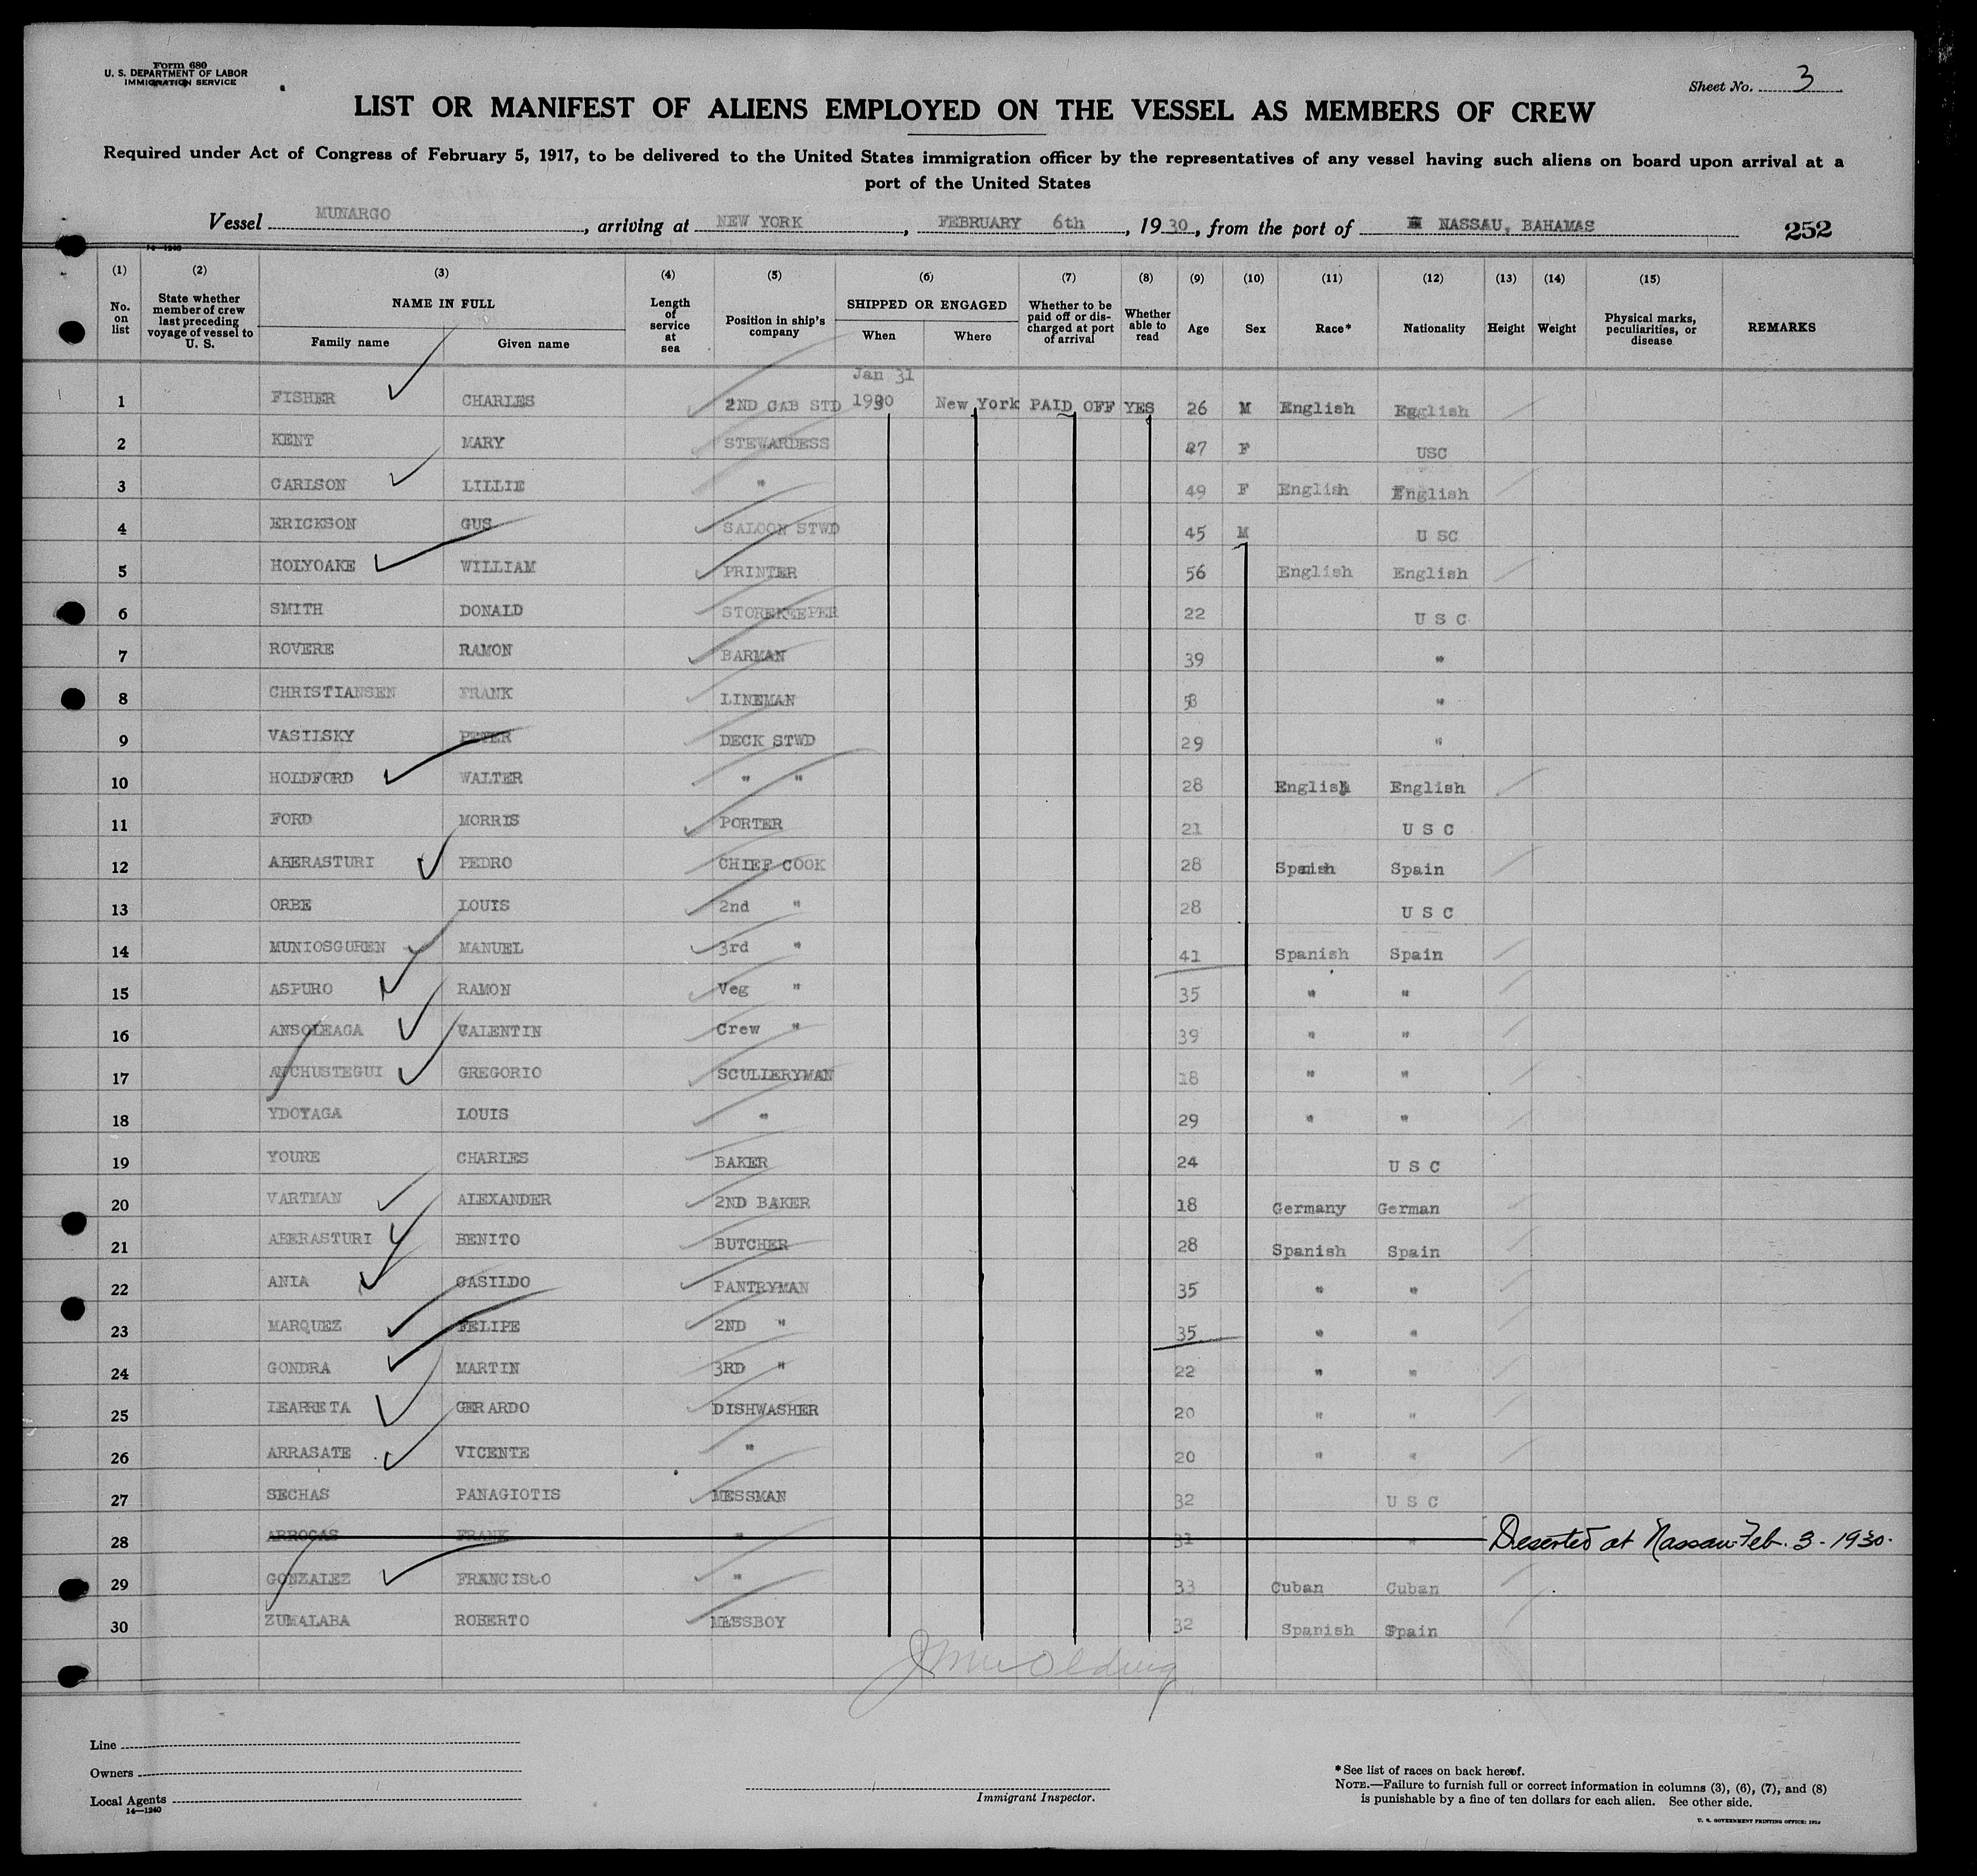 Form 680
U. S. DEPARTMENT OF LABOR
IMMIGRATION SERVICE
Sheet No. 3
LIST OR MANIFEST OF ALIENS EMPLOYED ON THE VESSEL AS MEMBERS OF CREW
Required under Act of Congress of February 5, 1917, to be delivered to the United States immigration officer by the representatives of any vessel having such aliens on board upon arrival at a
port of the United States
Vessel MUNARGO, arriving at NEW YORK, FEBRUARY 6th, 1930, from the port of NASSAU, BAHAMAS 252
14-1240
(1) (2) (3) (4) (5) (6) (7) (8) (9) (10) (11) (12) (13) (14) (15)
No. on list | State whether member of crew last preceding voyage of vessel to U. S. | NAME IN FULL | Family name | Given name | Length of service at sea | Position in ship's company | SHIPPED OR ENGAGED | When | Where | Whether to be paid off or discharged at port of arrival | Whether able to read | Age | Sex | Race* | Nationality | Height | Weight | Physical marks, peculiarities, or disease | REMARKS
Jan 31
1 FISHER CHARLES 2ND CAB STD 1930 New York PAID OFF YES 26 M English English
2 KENT MARY STEWARDESS 47 F USC
3 CARLSON LILLIE " 49 F English English
4 ERICKSON GUS SALOON STWD 45 M U SC
5 HOLYOAKE WILLIAM PRINTER 56 English English
6 SMITH DONALD STOREKEEPER 22 U S C
7 ROVERE RAMON BARMAN 39 "
8 CHRISTIANSEN FRANK LINEMAN "
9 VASILSKY PETER DECK STWD 29 "
10 HOLDFORD WALTER " " 28 English English
11 FORD MORRIS PORTER 21 U S C
12 ABERASTURI PEDRO CHIEF COOK 28 Spanish Spain
13 ORBE LOUIS 2nd " 28 U S C
14 MUNIOSGUREN MANUEL 3rd " 41 Spanish Spain
15 ASPURO RAMON Veg " 35 " "
16 ANSOLEAGA VALENTIN Crew " 39 " "
17 ANCHUSTEGUI GREGORIO SCULLERYMAN 18 " "
18 YDOYAGA LOUIS " 29 " "
19 YOURE CHARLES BAKER 24 U S C
20 VARTMAN ALEXANDER 2ND BAKER 18 Germany German
21 ABERASTURI BENITO BUTCHER 28 Spanish Spain
22 ANIA CASILDO PANTRYMAN 35 " "
23 MARQUEZ FELIPE 2ND " 35 " "
24 GONDRA MARTIN 3RD " 22 " "
25 LEARRETA GERARDO DISHWASHER 20 " "
26 ARRASATE VICENTE " 20 " "
27 SECHAS PANAGIOTIS MESSMAN 32 U S C
28 ARROCAS FRANK " 31 " Deserted at Nassau Feb. 3 - 1930.
29 GONZALEZ FRANCISCO " 33 Cuban Cuban
30 ZUMALABA ROBERTO MESSBOY 32 Spanish Spain
Line
Owners
Local Agents
14—1240
Immigrant Inspector.
*See list of races on back hereof.
NOTE.—Failure to furnish full or correct information in columns (3), (6), (7), and (8)
is punishable by a fine of ten dollars for each alien. See other side.
U. S. GOVERNMENT PRINTING OFFICE: